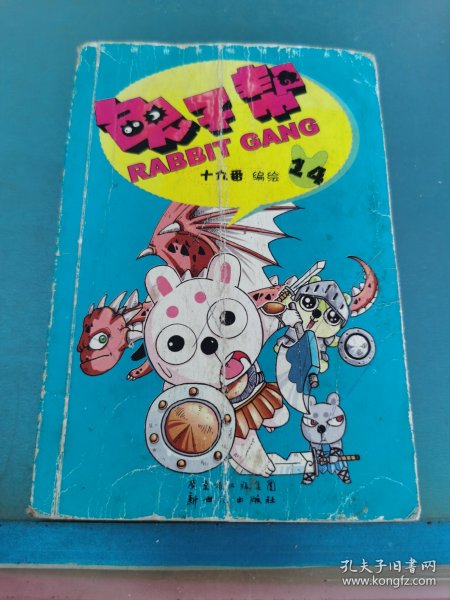 兔子帮
RABBIT GANG
十九番 编绘 14
新世纪出版社
孔夫子旧书网
www.kongfz.com